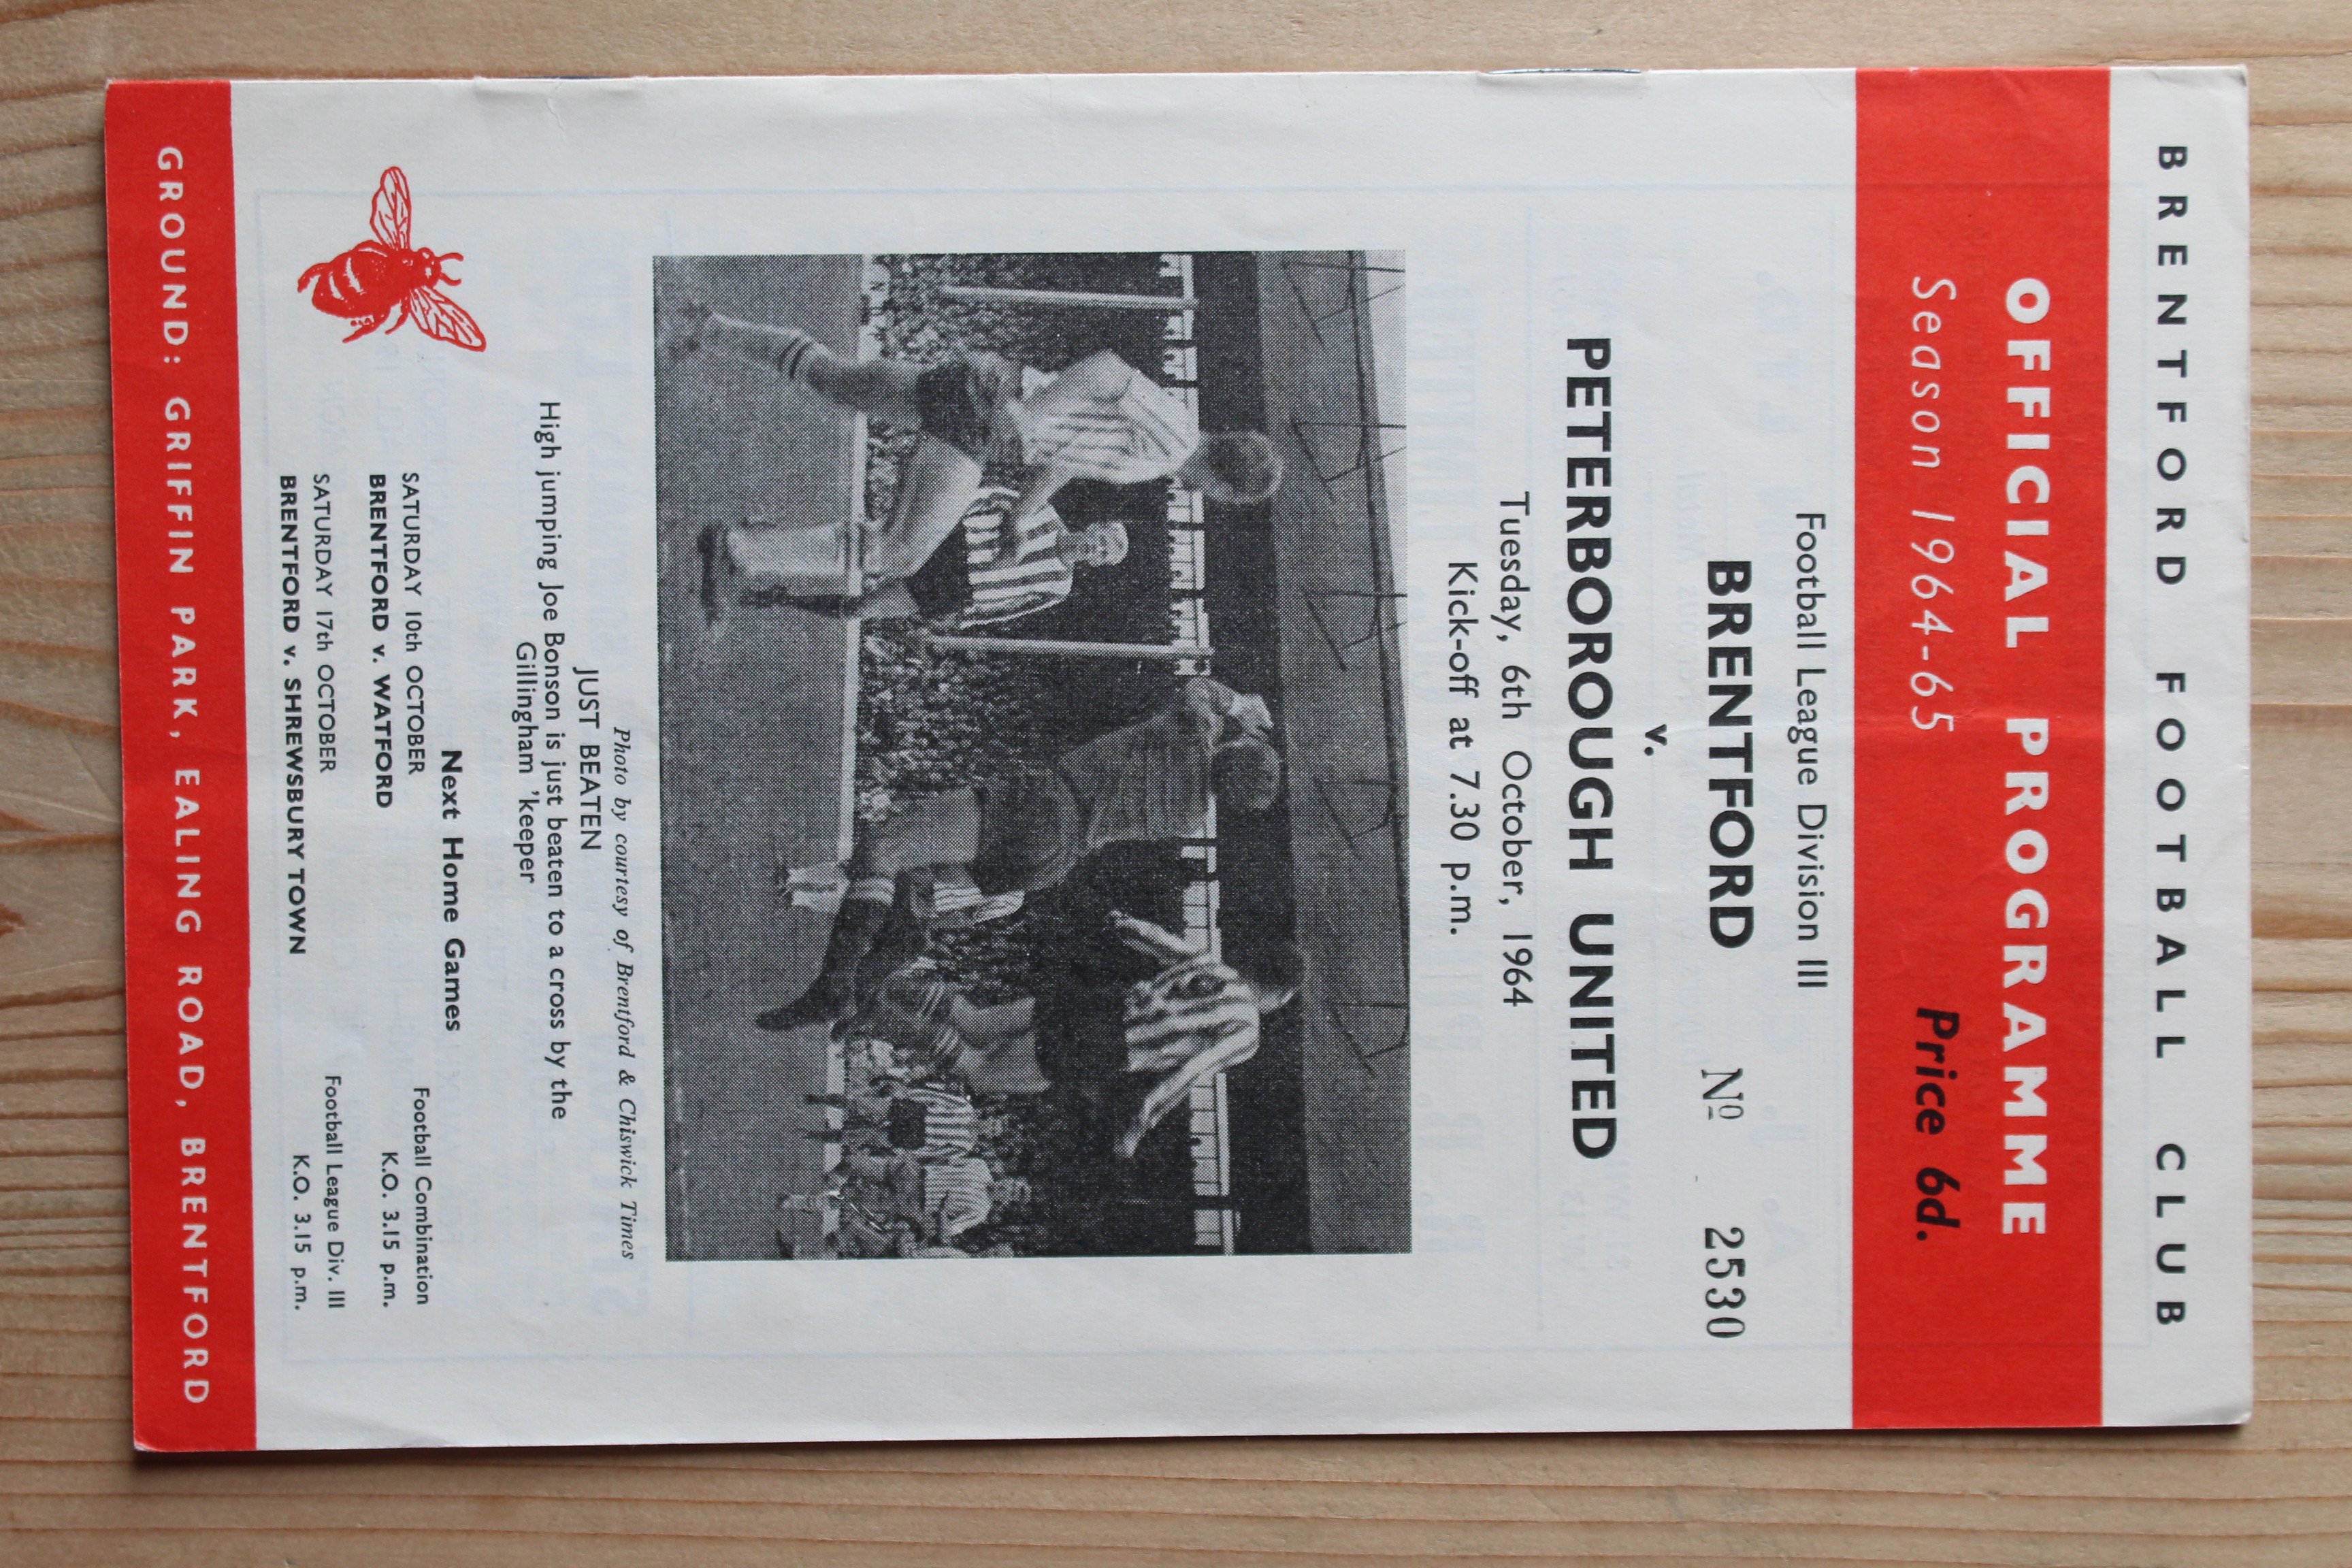 BRENTFORD FOOTBALL CLUB
OFFICIAL PROGRAMME
Season 1964-65 Price 6d.
Football League Division III
BRENTFORD Nº 2530
v.
PETERBOROUGH UNITED
Tuesday, 6th October, 1964
Kick-off at 7.30 p.m.
Photo by courtesy of Brentford & Chiswick Times
JUST BEATEN
High jumping Joe Bonson is just beaten to a cross by the
Gillingham 'keeper
Next Home Games
SATURDAY 10th OCTOBER Football Combination
BRENTFORD v. WATFORD K.O. 3.15 p.m.
SATURDAY 17th OCTOBER Football League Div. III
BRENTFORD v. SHREWSBURY TOWN K.O. 3.15 p.m.
GROUND: GRIFFIN PARK, EALING ROAD, BRENTFORD